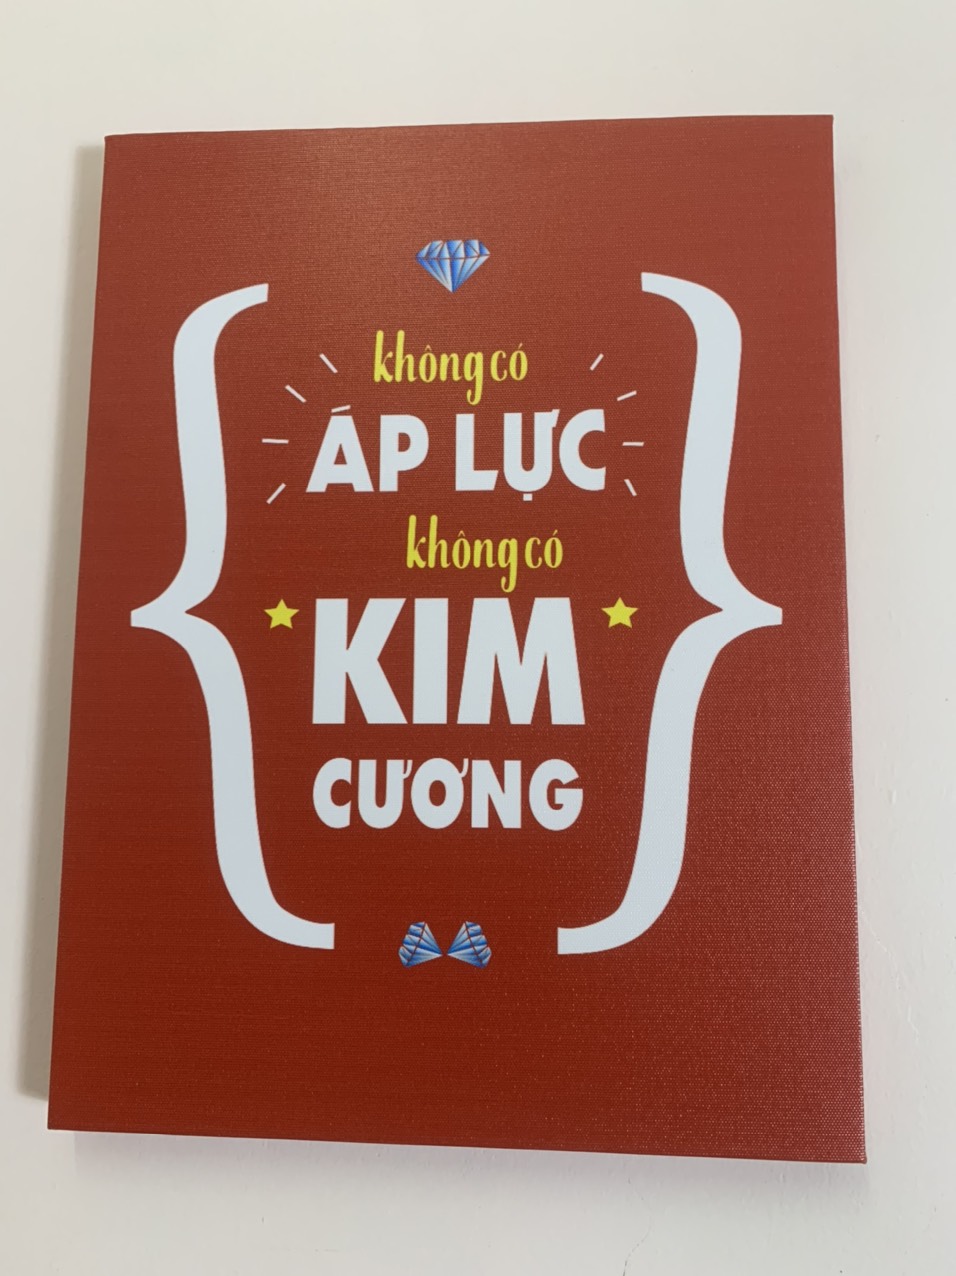 không có
ÁP LỰC
không có
KIM
CƯƠNG